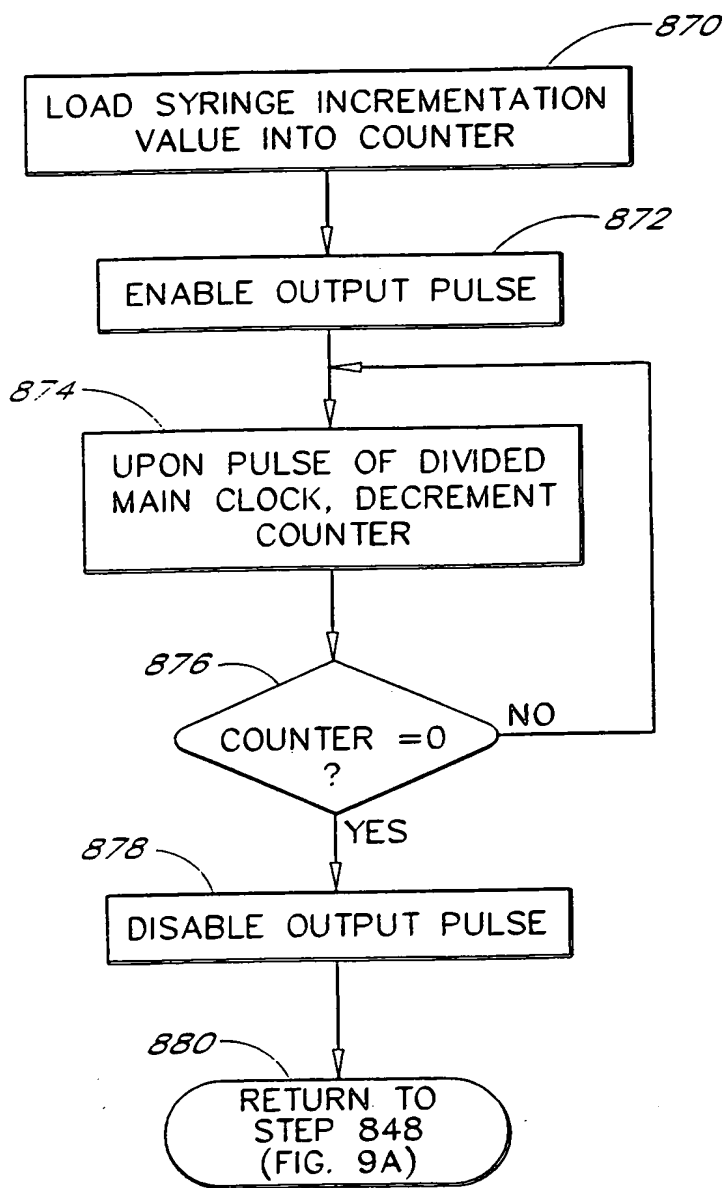 870
LOAD SYRINGE INCREMENTATION
VALUE INTO COUNTER
872
ENABLE OUTPUT PULSE
874
UPON PULSE OF DIVIDED
MAIN CLOCK, DECREMENT
COUNTER
876
COUNTER =0
?
NO
YES
878
DISABLE OUTPUT PULSE
880
RETURN TO
STEP 848
(FIG. 9A)